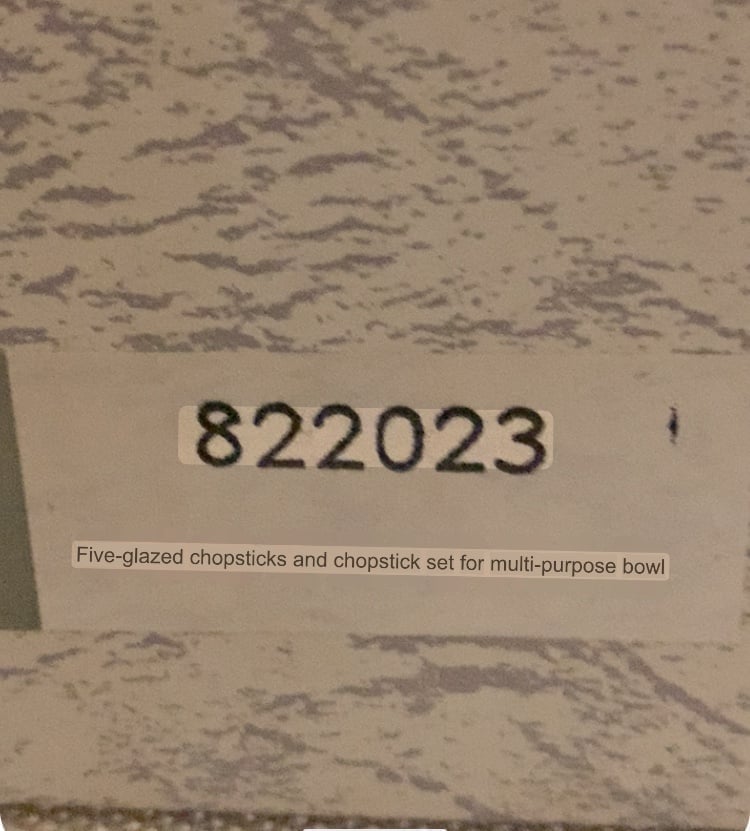 822023
Five-glazed chopsticks and chopstick set for multi-purpose bowl